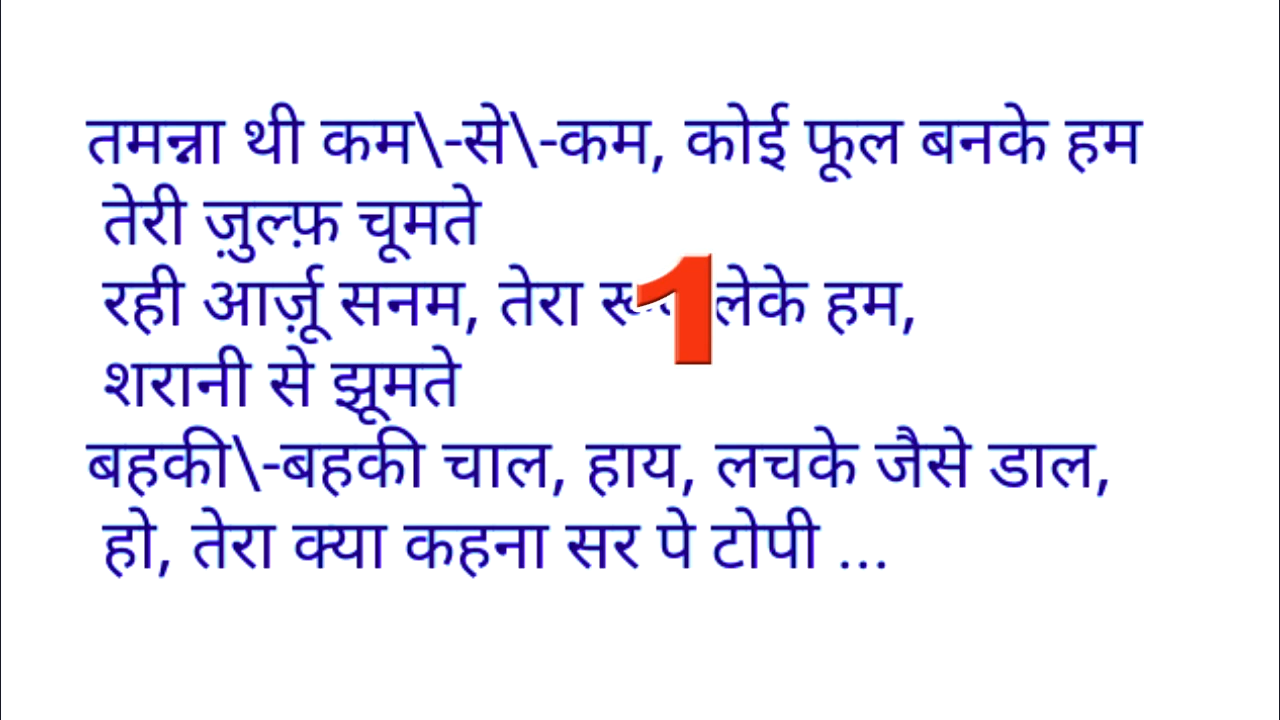 तमन्ना थी कम\-से\-कम, कोई फूल बनके हम
तेरी ज़ुल्फ़ चूमते
रही आर्ज़ू सनम, तेरा लेके हम,
शरानी से झूमते
बहकी\-बहकी चाल, हाय, लचके जैसे डाल,
हो, तेरा क्या कहना सर पे टोपी ...
1